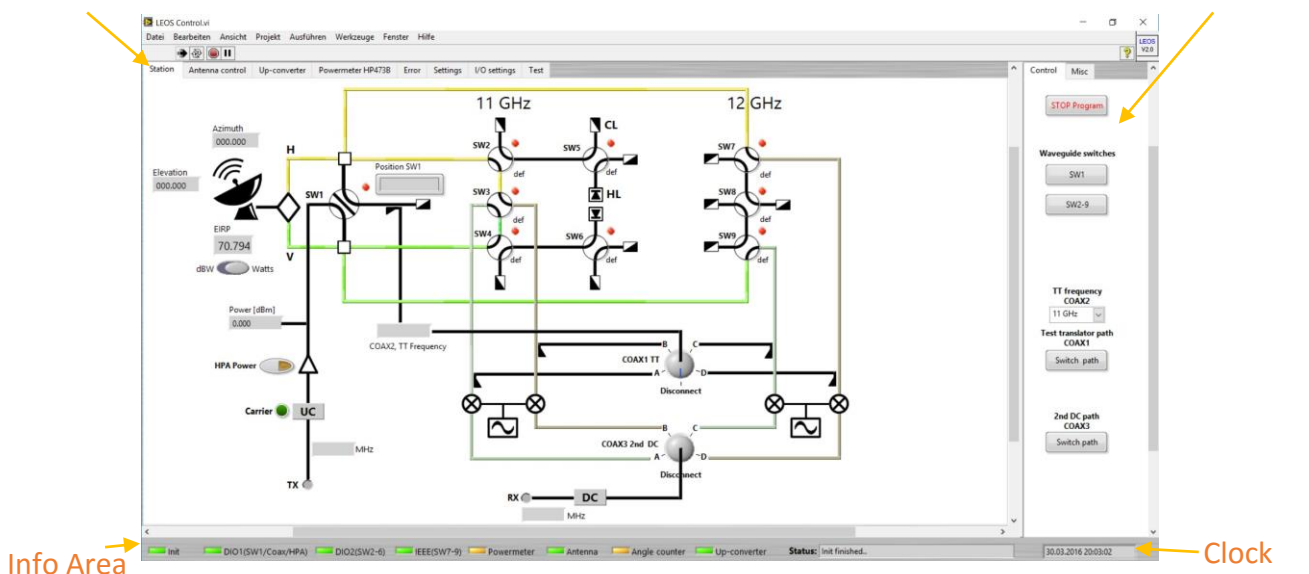 LEOS Control.vi
Datei Bearbeiten Ansicht Projekt Ausführen Werkzeuge Fenster Hilfe
LEOS
V2.0
Station Antenna control Up-converter Powermeter HP473B Error Settings I/O settings Test
Control Misc
11 GHz
12 GHz
STOP Program
Azimuth
000.000
H
SW2
def
SW5
CL
def
SW7
def
Elevation
000.000
Position SW1
Waveguide switches
SW1
SW1
SW3
def
HL
SW8
def
SW2-9
EIRP
70.794
dBW Watts
V
SW4
def
SW6
def
SW9
def
TT frequency
COAX2
11 GHz
Power [dBm]
0.000
COAX2, TT Frequency
Test translator path
COAX1
Switch path
B C
COAX1 TT
A D
Disconnect
HPA Power
Carrier
UC
2nd DC path
COAX3
Switch path
B C
COAX3 2nd DC
A D
Disconnect
MHz
TX
RX
DC
MHz
Init DIO1(SW1/Coax/HPA) DIO2(SW2-6) IEEE(SW7-9) Powermeter Antenna Angle counter Up-converter Status: Init finished.. 30.03.2016 20:03:02
Info Area
Clock